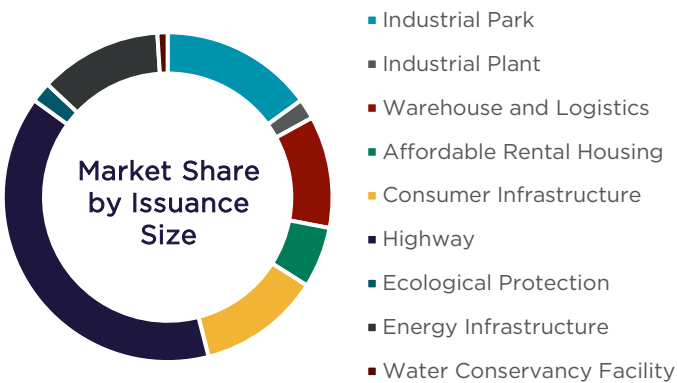 Market Share
by Issuance
Size
Industrial Park
Industrial Plant
Warehouse and Logistics
Affordable Rental Housing
Consumer Infrastructure
Highway
Ecological Protection
Energy Infrastructure
Water Conservancy Facility